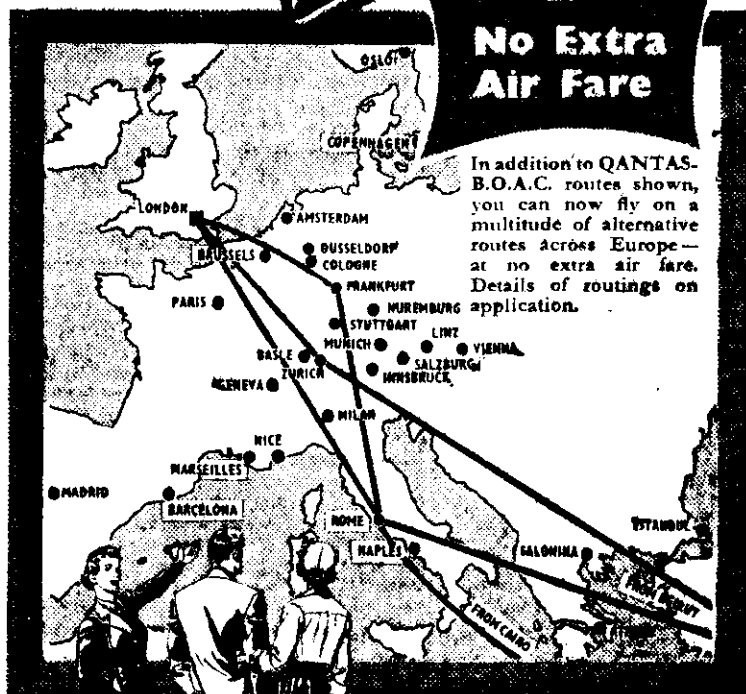 No Extra
Air Fare
In addition to QANTAS-
B.O.A.C. routes shown,
you can now fly on a
multitude of alternative
routes across Europe—
at no extra air fare.
Details of routings on
application.
OSLO
COPENHAGEN
LONDON
AMSTERDAM
DUSSELDORF
BRUSSELS
COLOGNE
FRANKFURT
PARIS
NUREMBURG
STUTTGART
LINZ
MUNICH
VIENNA
BASLE
SALZBURG
ZURICH
INNSBRUCK
GENEVA
MILAN
NICE
MARSEILLES
MADRID
BARCELONA
ROME
ISTANBUL
NAPLES
SALONIKA
FROM CAIRO